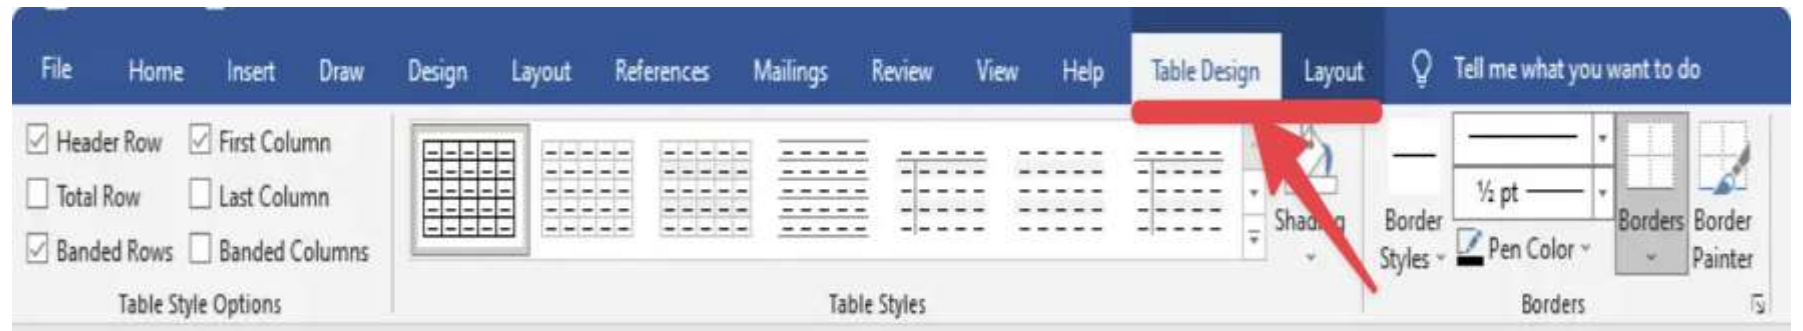 File Home Insert Draw Design Layout References Mailings Review View Help Table Design Layout Tell me what you want to do
Header Row First Column
Total Row Last Column
Banded Rows Banded Columns
Table Style Options
Table Styles
Shading
Border Styles
½ pt
Pen Color
Borders
Border Painter
Borders